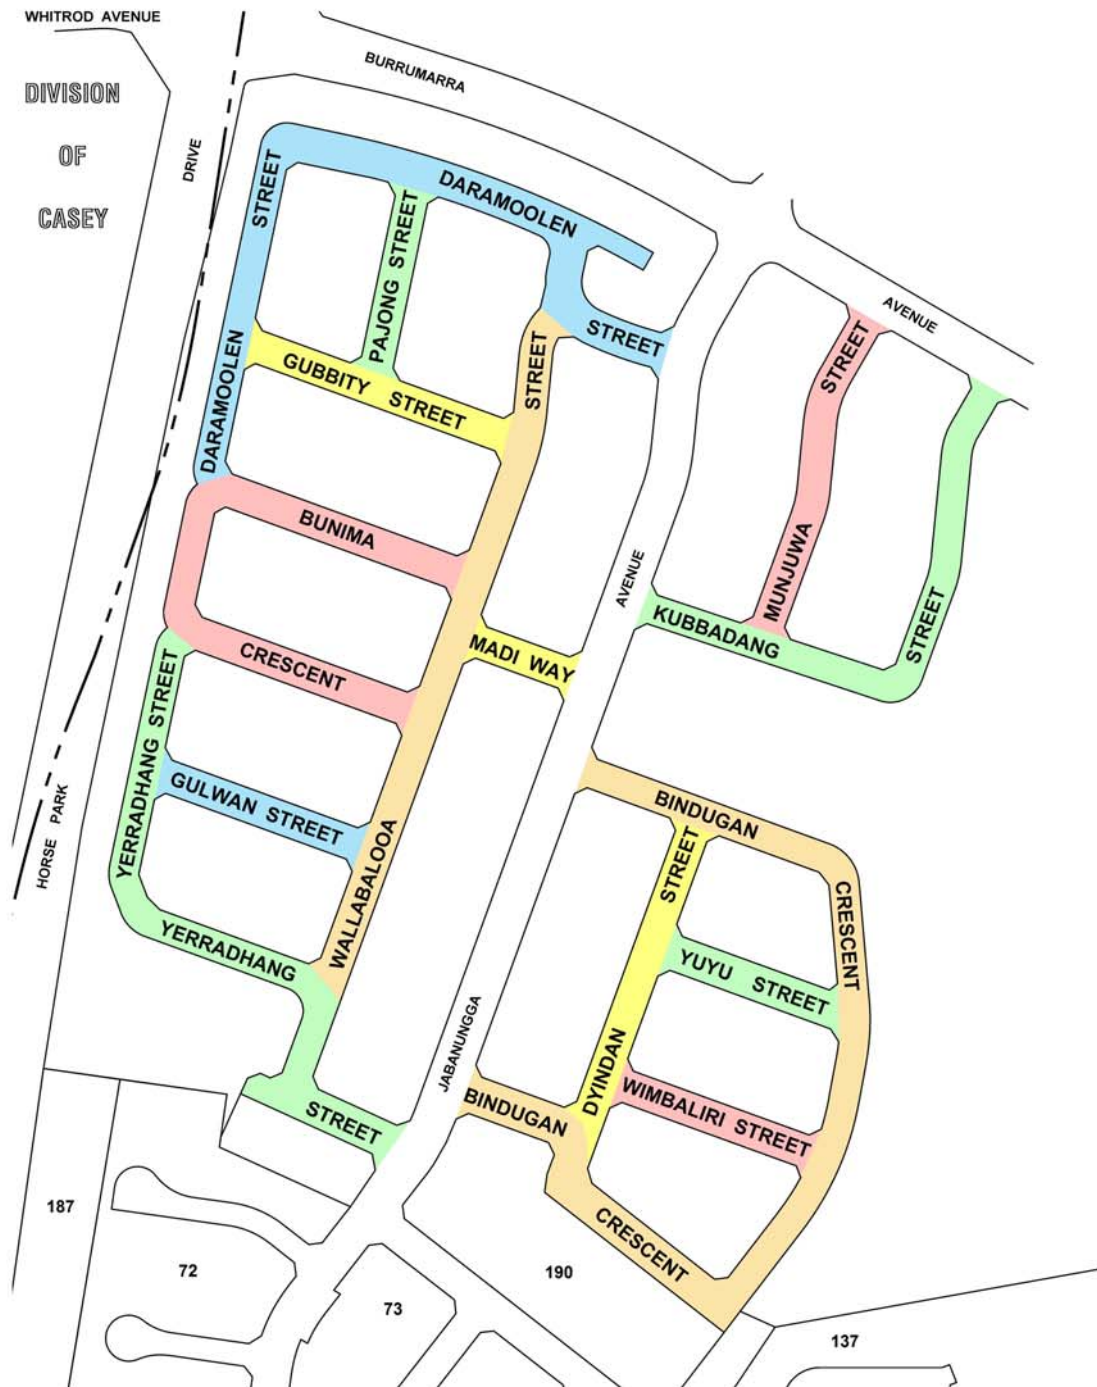 WHITROD AVENUE
DIVISION
OF
CASEY
BURRUMARRA
DRIVE
STREET
DARAMOOLEN
PAJONG STREET
STREET
STREET
AVENUE
STREET
GUBBITY STREET
DARAMOOLEN
BUNIMA
MUNJUWA
AVENUE
KUBBADANG
STREET
MADI WAY
CRESCENT
YERRADHANG STREET
GULWAN STREET
HORSE PARK
WALLABALOOA
BINDUGAN
STREET
CRESCENT
YERRADHANG
YUYU STREET
JABANUNGGA
DYINDAN
BINDUGAN
WIMBALIRI STREET
STREET
CRESCENT
187
72
190
73
137